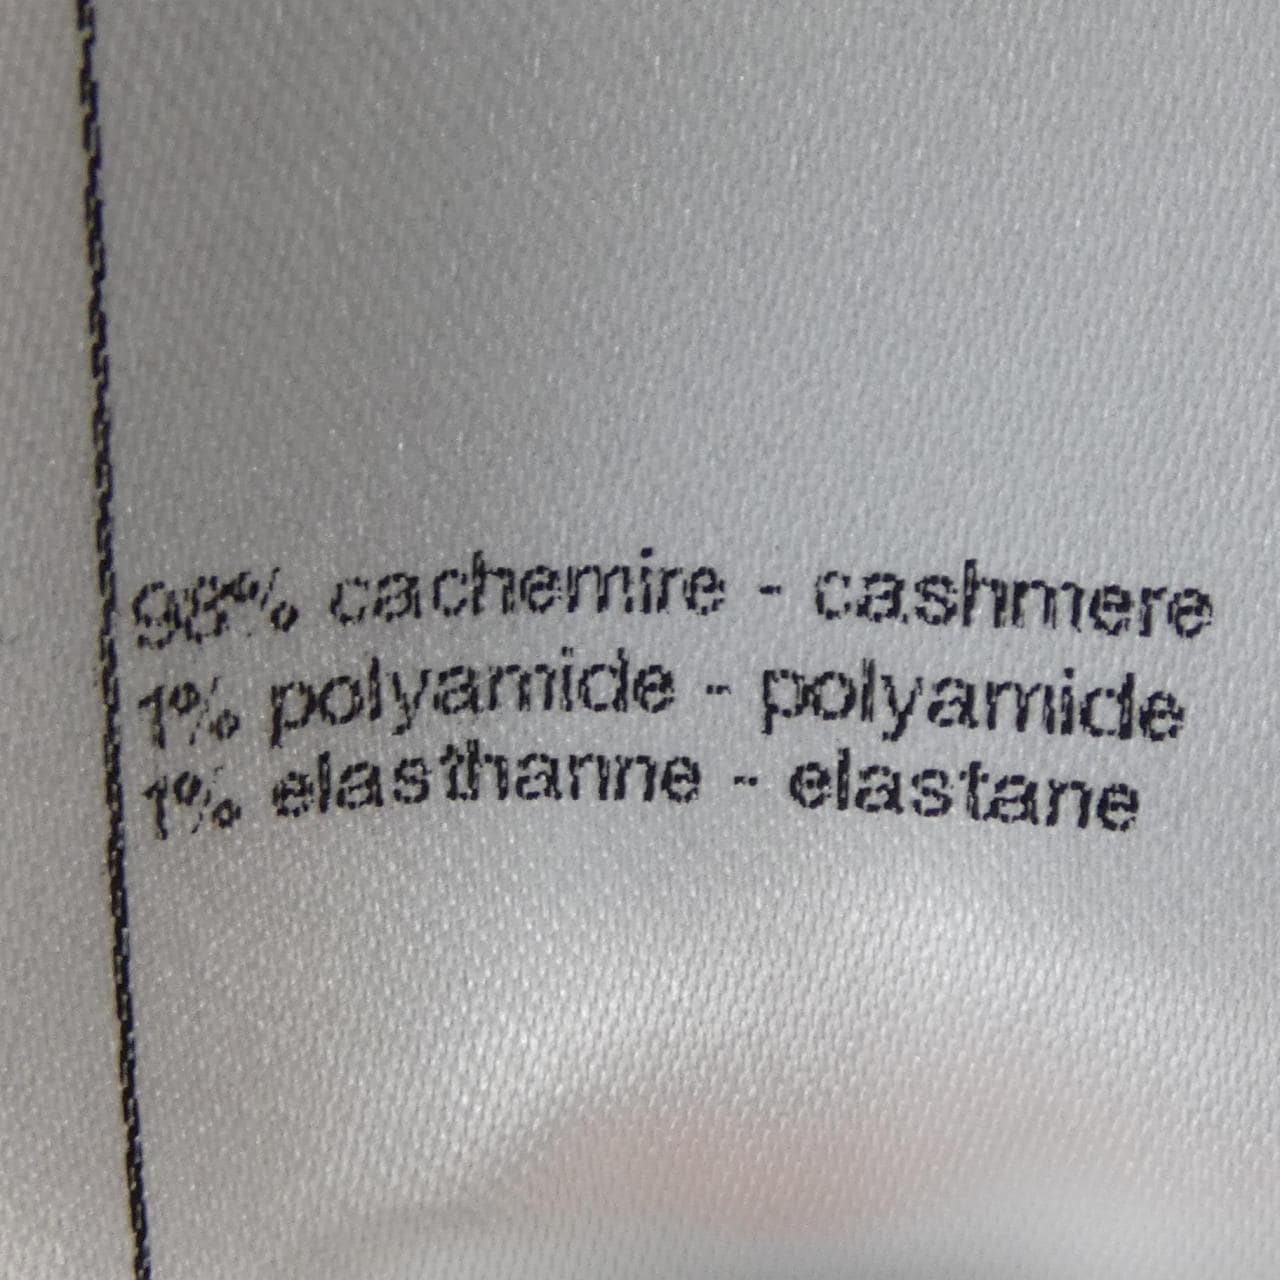 98% cachemire - cashmere
1% polyamide - polyamide
1% elasthanne - elastane